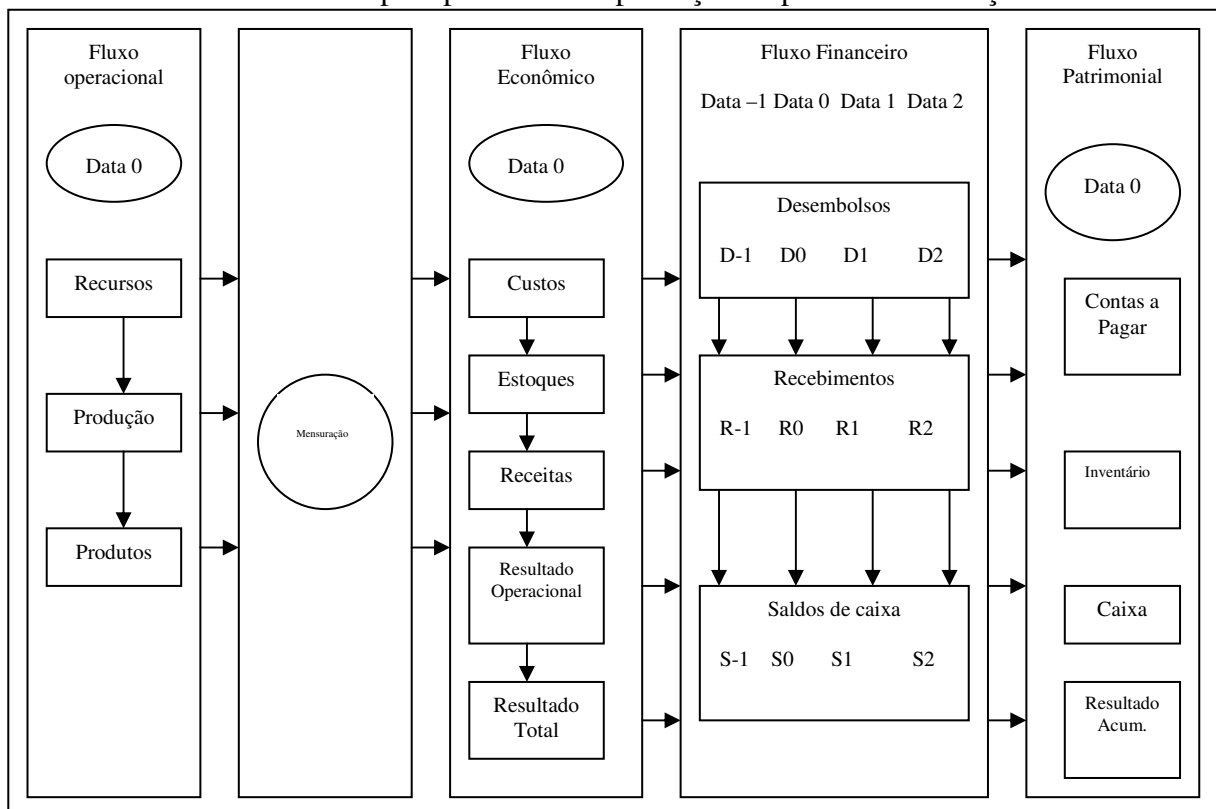 Fluxo
operacional
Data 0
Recursos
Produção
Produtos
Mensuração
Fluxo
Econômico
Data 0
Custos
Estoques
Receitas
Resultado
Operacional
Resultado
Total
Fluxo Financeiro
Data –1 Data 0 Data 1 Data 2
Desembolsos
D-1 D0 D1 D2
Recebimentos
R-1 R0 R1 R2
Saldos de caixa
S-1 S0 S1 S2
Fluxo
Patrimonial
Data 0
Contas a
Pagar
Inventário
Caixa
Resultado
Acum.